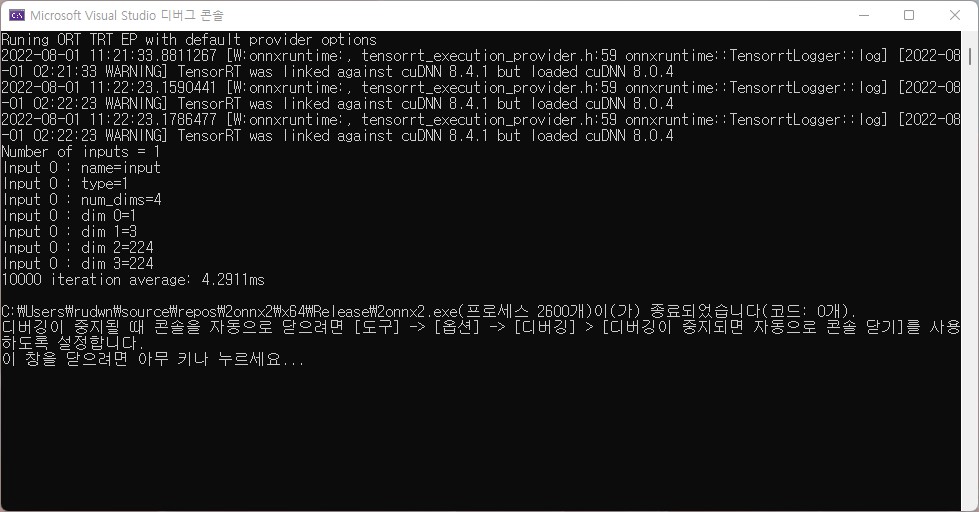 Microsoft Visual Studio 디버그 콘솔
Runing ORT TRT EP with default provider options
2022-08-01 11:21:33.8811267 [W:onnxruntime:, tensorrt_execution_provider.h:59 onnxruntime::TensorrtLogger::log] [2022-08
-01 02:21:33 WARNING] TensorRT was linked against cuDNN 8.4.1 but loaded cuDNN 8.0.4
2022-08-01 11:22:23.1590441 [W:onnxruntime:, tensorrt_execution_provider.h:59 onnxruntime::TensorrtLogger::log] [2022-08
-01 02:22:23 WARNING] TensorRT was linked against cuDNN 8.4.1 but loaded cuDNN 8.0.4
2022-08-01 11:22:23.1786477 [W:onnxruntime:, tensorrt_execution_provider.h:59 onnxruntime::TensorrtLogger::log] [2022-08
-01 02:22:23 WARNING] TensorRT was linked against cuDNN 8.4.1 but loaded cuDNN 8.0.4
Number of inputs = 1
Input 0 : name=input
Input 0 : type=1
Input 0 : num_dims=4
Input 0 : dim 0=1
Input 0 : dim 1=3
Input 0 : dim 2=224
Input 0 : dim 3=224
10000 iteration average: 4.2911ms
C:₩Users₩rudwn₩source₩repos₩2onnx2₩x64₩Release₩2onnx2.exe(프로세스 2600개)이(가) 종료되었습니다(코드: 0개).
디버깅이 중지될 때 콘솔을 자동으로 닫으려면 [도구] -> [옵션] -> [디버깅] > [디버깅이 중지되면 자동으로 콘솔 닫기]를 사용
하도록 설정합니다.
이 창을 닫으려면 아무 키나 누르세요...